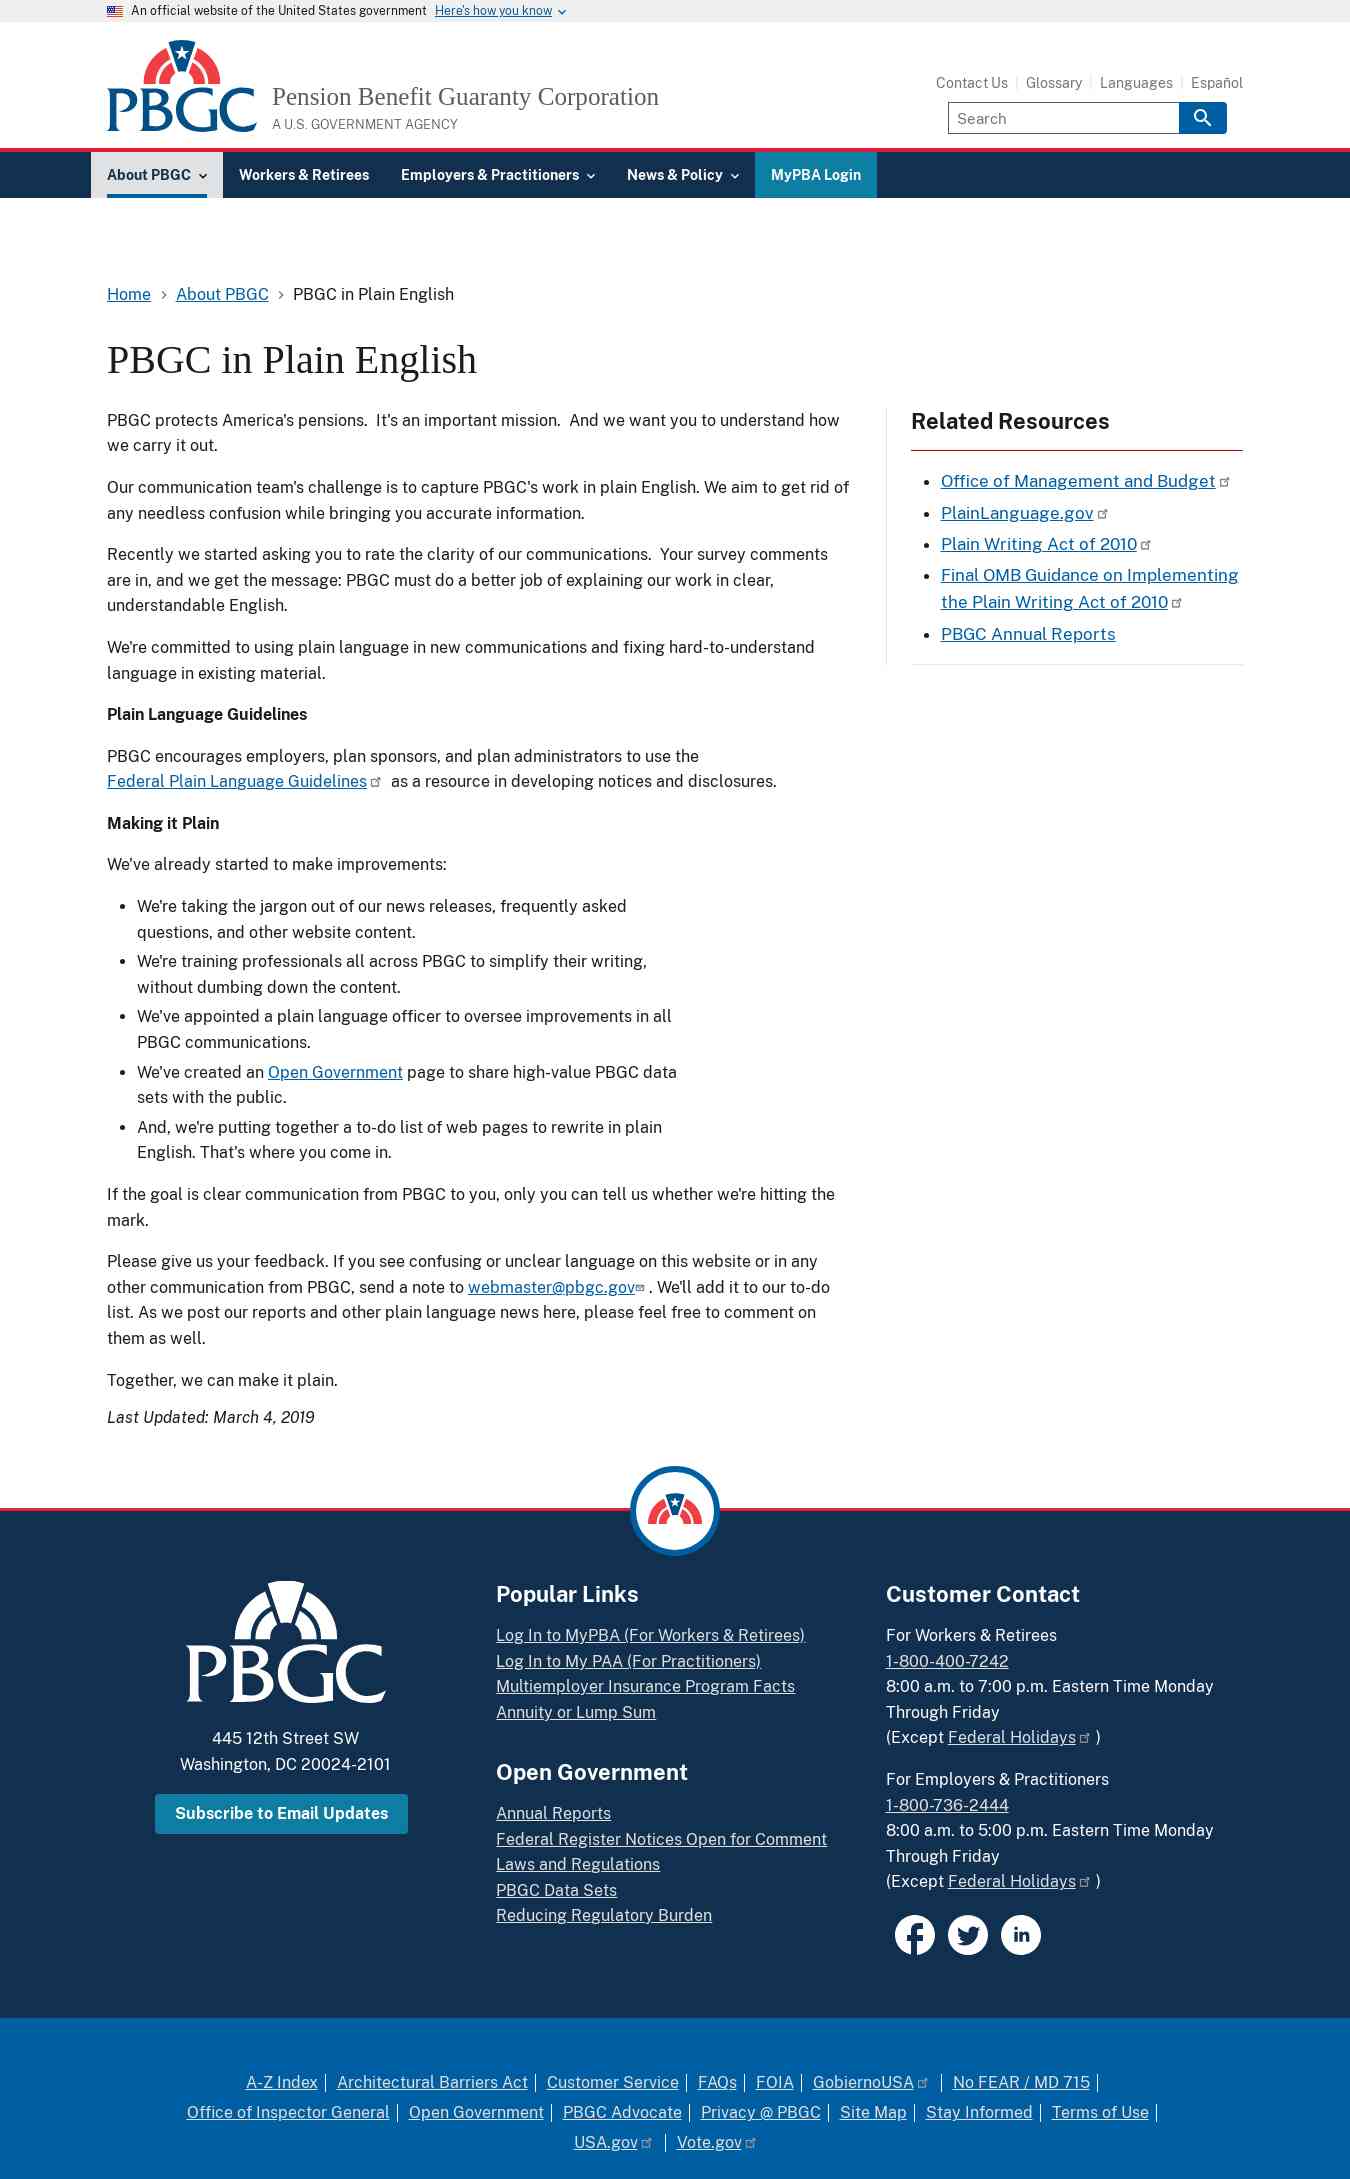 An official website of the United States government Here's how you know
PBGC
Pension Benefit Guaranty Corporation
A U.S. GOVERNMENT AGENCY
Contact Us Glossary Languages Español
Search
About PBGC Workers & Retirees Employers & Practitioners News & Policy MyPBA Login
Home About PBGC PBGC in Plain English
PBGC in Plain English
PBGC protects America's pensions. It's an important mission. And we want you to understand how
we carry it out.
Our communication team's challenge is to capture PBGC's work in plain English. We aim to get rid of
any needless confusion while bringing you accurate information.
Recently we started asking you to rate the clarity of our communications. Your survey comments
are in, and we get the message: PBGC must do a better job of explaining our work in clear,
understandable English.
We're committed to using plain language in new communications and fixing hard-to-understand
language in existing material.
Plain Language Guidelines
PBGC encourages employers, plan sponsors, and plan administrators to use the
Federal Plain Language Guidelines as a resource in developing notices and disclosures.
Making it Plain
We've already started to make improvements:
We're taking the jargon out of our news releases, frequently asked
questions, and other website content.
We're training professionals all across PBGC to simplify their writing,
without dumbing down the content.
We've appointed a plain language officer to oversee improvements in all
PBGC communications.
We've created an Open Government page to share high-value PBGC data
sets with the public.
And, we're putting together a to-do list of web pages to rewrite in plain
English. That's where you come in.
If the goal is clear communication from PBGC to you, only you can tell us whether we're hitting the
mark.
Please give us your feedback. If you see confusing or unclear language on this website or in any
other communication from PBGC, send a note to webmaster@pbgc.gov . We'll add it to our to-do
list. As we post our reports and other plain language news here, please feel free to comment on
them as well.
Together, we can make it plain.
Last Updated: March 4, 2019
Related Resources
Office of Management and Budget
PlainLanguage.gov
Plain Writing Act of 2010
Final OMB Guidance on Implementing
the Plain Writing Act of 2010
PBGC Annual Reports
PBGC
445 12th Street SW
Washington, DC 20024-2101
Subscribe to Email Updates
Popular Links
Log In to MyPBA (For Workers & Retirees)
Log In to My PAA (For Practitioners)
Multiemployer Insurance Program Facts
Annuity or Lump Sum
Open Government
Annual Reports
Federal Register Notices Open for Comment
Laws and Regulations
PBGC Data Sets
Reducing Regulatory Burden
Customer Contact
For Workers & Retirees
1-800-400-7242
8:00 a.m. to 7:00 p.m. Eastern Time Monday
Through Friday
(Except Federal Holidays )
For Employers & Practitioners
1-800-736-2444
8:00 a.m. to 5:00 p.m. Eastern Time Monday
Through Friday
(Except Federal Holidays )
in
A-Z Index Architectural Barriers Act Customer Service FAQs FOIA GobiernoUSA No FEAR / MD 715
Office of Inspector General Open Government PBGC Advocate Privacy @ PBGC Site Map Stay Informed Terms of Use
USA.gov Vote.gov